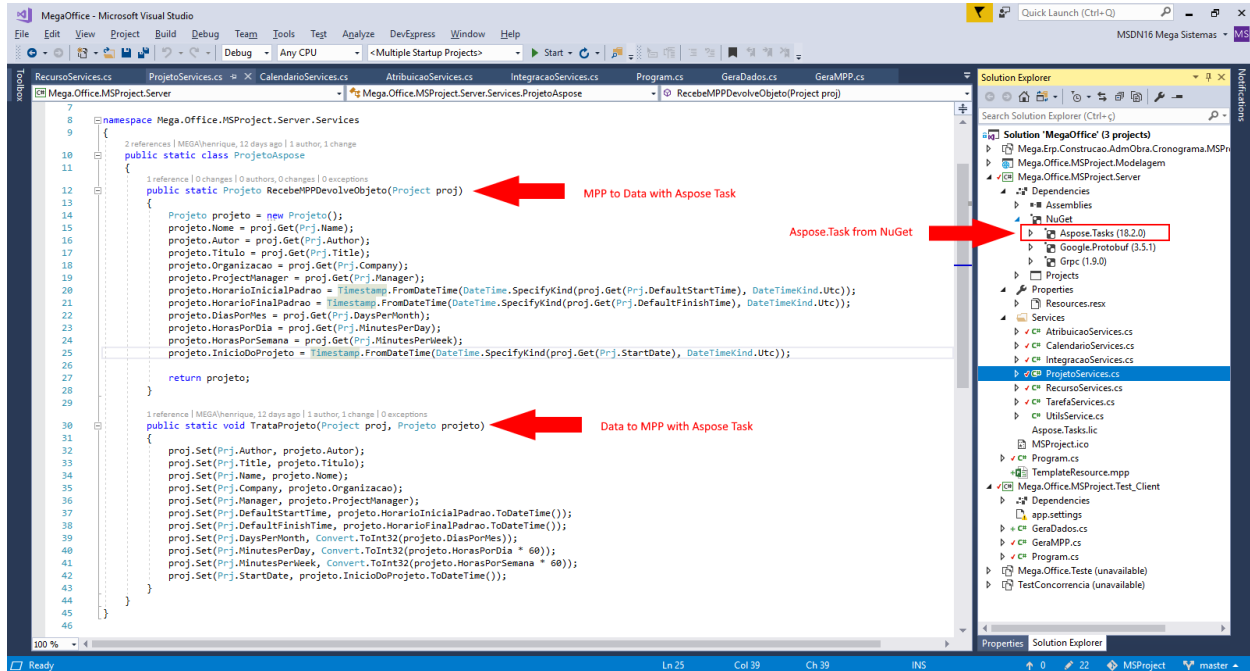 MegaOffice - Microsoft Visual Studio
Quick Launch (Ctrl+Q)
File Edit View Project Build Debug Team Tools Test Analyze DevExpress Window Help
MSDN16 Mega Sistemas MS
Debug Any CPU <Multiple Startup Projects> Start
Toolbox
RecursoServices.cs ProjetoServices.cs CalendarioServices.cs AtribuicaoServices.cs IntegracaoServices.cs Program.cs GeraDados.cs GeraMPP.cs
Mega.Office.MSProject.Server Mega.Office.MSProject.Server.Services.ProjetoAspose RecebeMPPDevolveObjeto(Project proj)
7
8 namespace Mega.Office.MSProject.Server.Services
9 {
2 references | MEGA\henrique, 12 days ago | 1 author, 1 change
10 public static class ProjetoAspose
11 {
1 reference | 0 changes | 0 authors, 0 changes | 0 exceptions
12 public static Projeto RecebeMPPDevolveObjeto(Project proj)
MPP to Data with Aspose Task
13 {
14 Projeto projeto = new Projeto();
15 projeto.Nome = proj.Get(Prj.Name);
16 projeto.Autor = proj.Get(Prj.Author);
Aspose.Task from NuGet
17 projeto.Titulo = proj.Get(Prj.Title);
18 projeto.Organizacao = proj.Get(Prj.Company);
19 projeto.ProjectManager = proj.Get(Prj.Manager);
20 projeto.HorarioInicialPadrao = Timestamp.FromDateTime(DateTime.SpecifyKind(proj.Get(Prj.DefaultStartTime), DateTimeKind.Utc));
21 projeto.HorarioFinalPadrao = Timestamp.FromDateTime(DateTime.SpecifyKind(proj.Get(Prj.DefaultFinishTime), DateTimeKind.Utc));
22 projeto.DiasPorMes = proj.Get(Prj.DaysPerMonth);
23 projeto.HorasPorDia = proj.Get(Prj.MinutesPerDay);
24 projeto.HorasPorSemana = proj.Get(Prj.MinutesPerWeek);
25 projeto.InicioDoProjeto = Timestamp.FromDateTime(DateTime.SpecifyKind(proj.Get(Prj.StartDate), DateTimeKind.Utc));
26
27 return projeto;
28 }
29
1 reference | MEGA\henrique, 12 days ago | 1 author, 1 change | 0 exceptions
30 public static void TrataProjeto(Project proj, Projeto projeto)
Data to MPP with Aspose Task
31 {
32 proj.Set(Prj.Author, projeto.Autor);
33 proj.Set(Prj.Title, projeto.Titulo);
34 proj.Set(Prj.Name, projeto.Nome);
35 proj.Set(Prj.Company, projeto.Organizacao);
36 proj.Set(Prj.Manager, projeto.ProjectManager);
37 proj.Set(Prj.DefaultStartTime, projeto.HorarioInicialPadrao.ToDateTime());
38 proj.Set(Prj.DefaultFinishTime, projeto.HorarioFinalPadrao.ToDateTime());
39 proj.Set(Prj.DaysPerMonth, Convert.ToInt32(projeto.DiasPorMes));
40 proj.Set(Prj.MinutesPerDay, Convert.ToInt32(projeto.HorasPorDia * 60));
41 proj.Set(Prj.MinutesPerWeek, Convert.ToInt32(projeto.HorasPorSemana * 60));
42 proj.Set(Prj.StartDate, projeto.InicioDoProjeto.ToDateTime());
43 }
44 }
45 }
46
100 %
Solution Explorer
Search Solution Explorer (Ctrl+ç)
Solution 'MegaOffice' (3 projects)
Mega.Erp.Construcao.AdmObra.Cronograma.MSPr
Mega.Office.MSProject.Modelagem
C# Mega.Office.MSProject.Server
Dependencies
Assemblies
NuGet
Aspose.Tasks (18.2.0)
Google.Protobuf (3.5.1)
Grpc (1.9.0)
Projects
Properties
Resources.resx
Services
C# AtribuicaoServices.cs
C# CalendarioServices.cs
C# IntegracaoServices.cs
C# ProjetoServices.cs
C# RecursoServices.cs
C# TarefaServices.cs
C# UtilsService.cs
Aspose.Tasks.lic
MSProject.ico
C# Program.cs
TemplateResource.mpp
C# Mega.Office.MSProject.Test_Client
Dependencies
app.settings
C# GeraDados.cs
C# GeraMPP.cs
C# Program.cs
Mega.Office.Teste (unavailable)
TestConcorrencia (unavailable)
Properties Solution Explorer
Notifications
Ready Ln 25 Col 39 Ch 39 INS 0 22 MSProject master